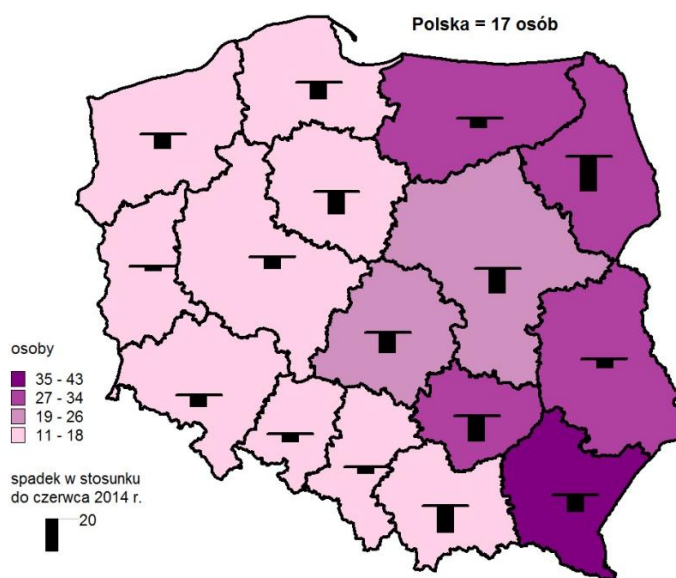 Polska = 17 osób
osoby
35 - 43
27 - 34
19 - 26
11 - 18
spadek w stosunku
do czerwca 2014 r.
20